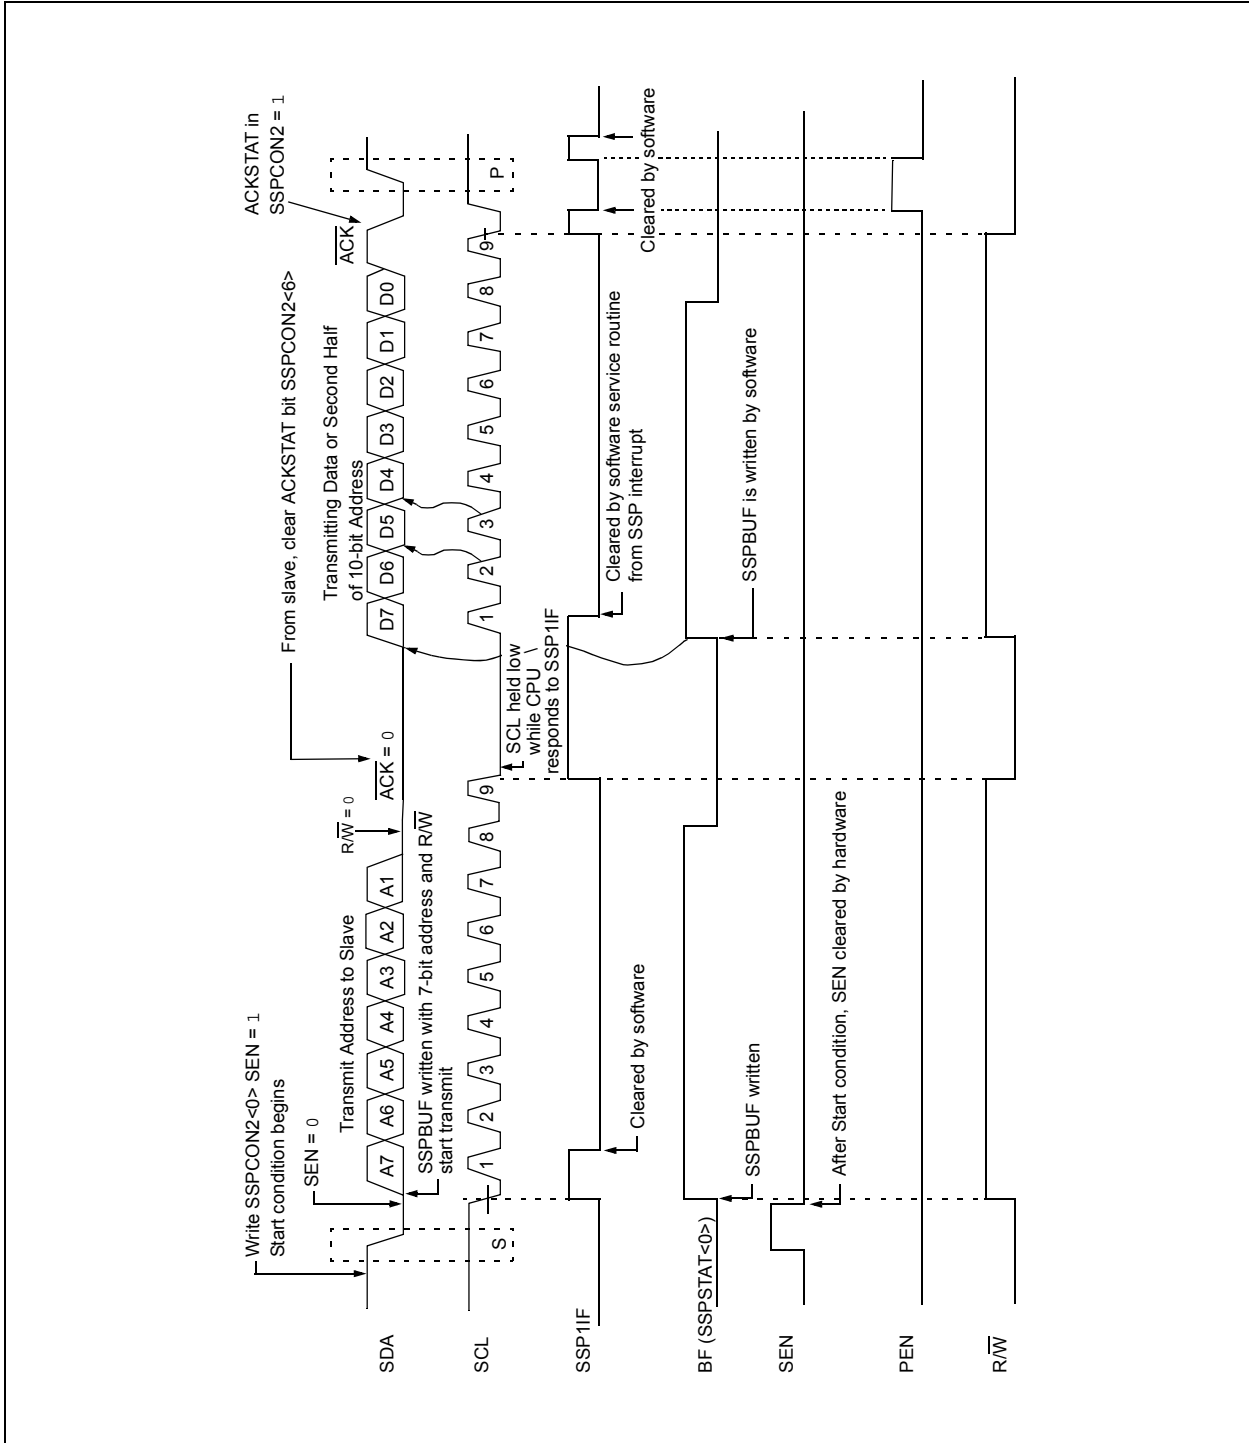 Write SSPCON2<0> SEN = 1
Start condition begins
SEN = 0
Transmit Address to Slave
R/W = 0
From slave, clear ACKSTAT bit SSPCON2<6>
ACK = 0
Transmitting Data or Second Half
of 10-bit Address
ACK
ACKSTAT in
SSPCON2 = 1
SDA
A7 A6 A5 A4 A3 A2 A1
D7 D6 D5 D4 D3 D2 D1 D0
SSPBUF written with 7-bit address and R/W
start transmit
SCL
S
1 2 3 4 5 6 7 8 9
1 2 3 4 5 6 7 8 9
P
SCL held low
while CPU
responds to SSP1IF
SSP1IF
Cleared by software
Cleared by software service routine
from SSP interrupt
Cleared by software
BF (SSPSTAT<0>)
SSPBUF written
SSPBUF is written by software
SEN
After Start condition, SEN cleared by hardware
PEN
R/W